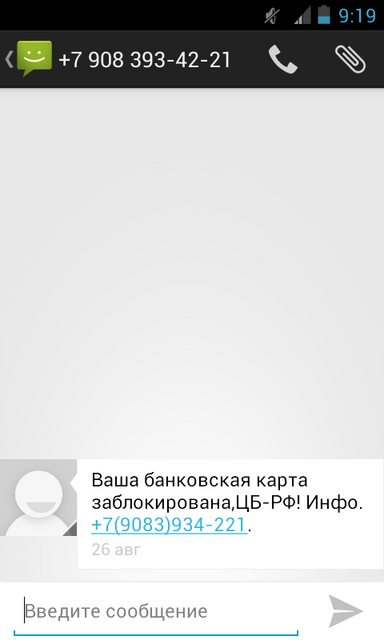 9:19
+7 908 393-42-21
Ваша банковская карта
заблокирована,ЦБ-РФ! Инфо.
+7(9083)934-221.
26 авг
Введите сообщение